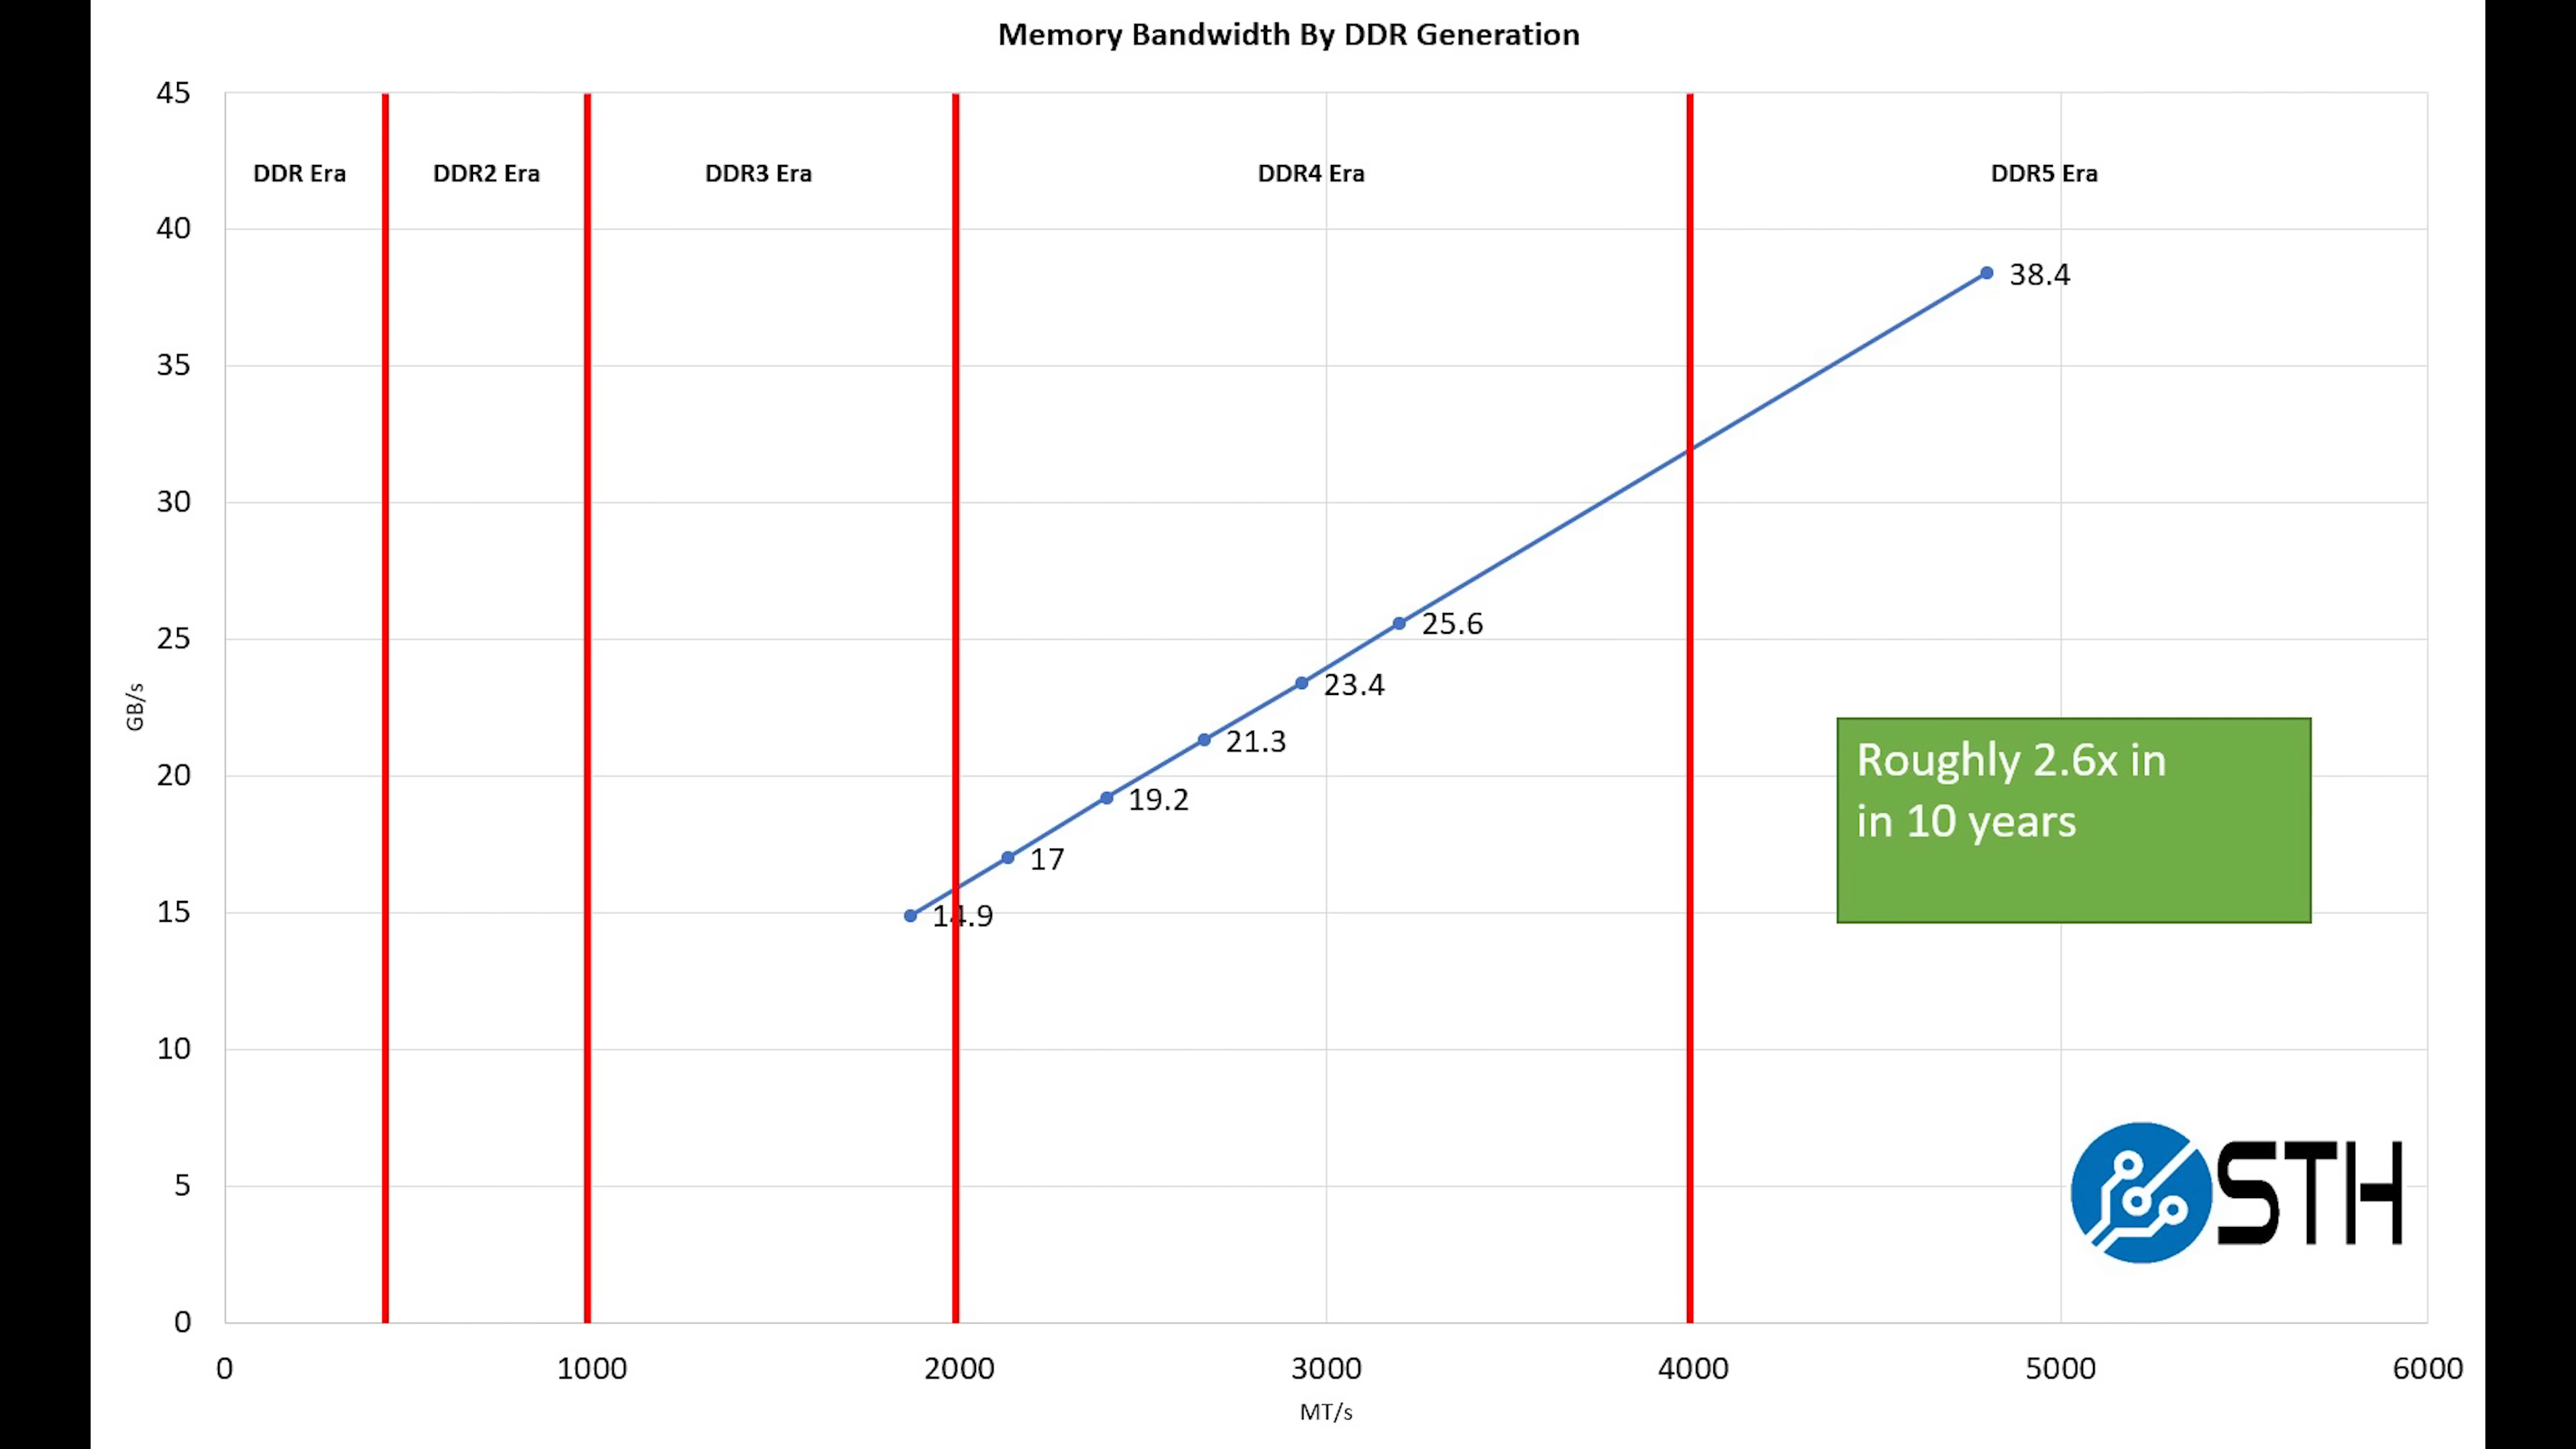 Memory Bandwidth By DDR Generation
45
DDR Era
DDR2 Era
DDR3 Era
DDR4 Era
DDR5 Era
40
38.4
35
30
25
25.6
23.4
GB/s
21.3
20
19.2
17
15
14.9
Roughly 2.6x in
in 10 years
10
5
STH
0
0
1000
2000
3000
4000
5000
6000
MT/s